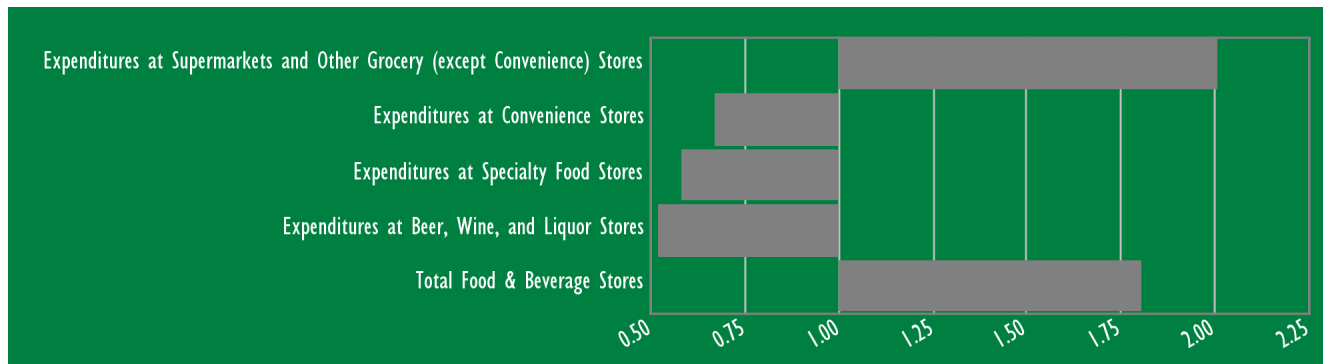 Expenditures at Supermarkets and Other Grocery (except Convenience) Stores
Expenditures at Convenience Stores
Expenditures at Specialty Food Stores
Expenditures at Beer, Wine, and Liquor Stores
Total Food & Beverage Stores
0.50 0.75 1.00 1.25 1.50 1.75 2.00 2.25